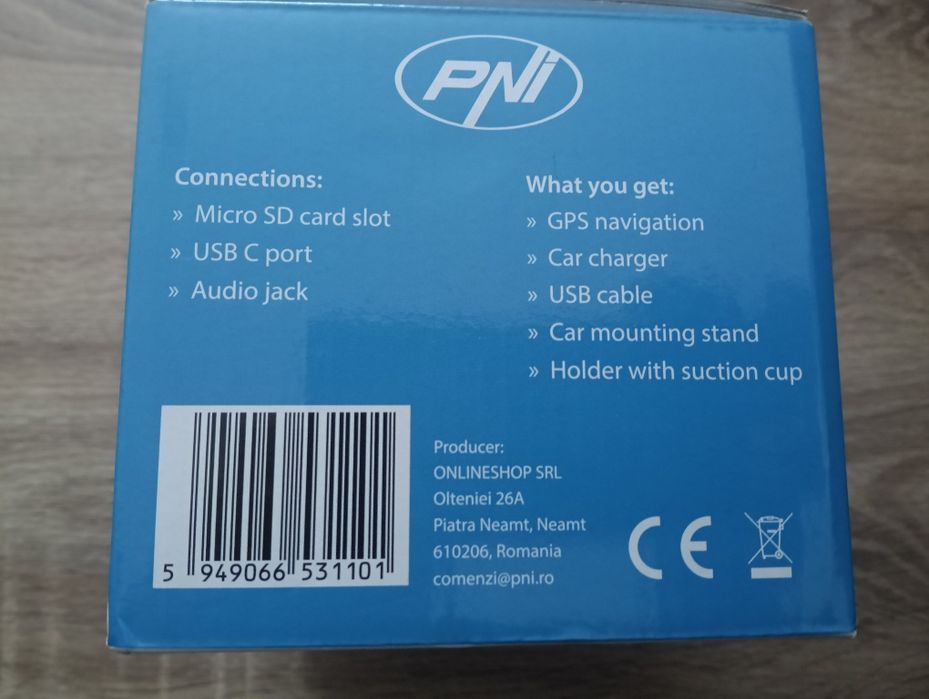 PNI
Connections:
» Micro SD card slot
» USB C port
» Audio jack
What you get:
» GPS navigation
» Car charger
» USB cable
» Car mounting stand
» Holder with suction cup
5 949066 531101
Producer:
ONLINESHOP SRL
Olteniei 26A
Piatra Neamt, Neamt
610206, Romania
comenzi@pni.ro
CE